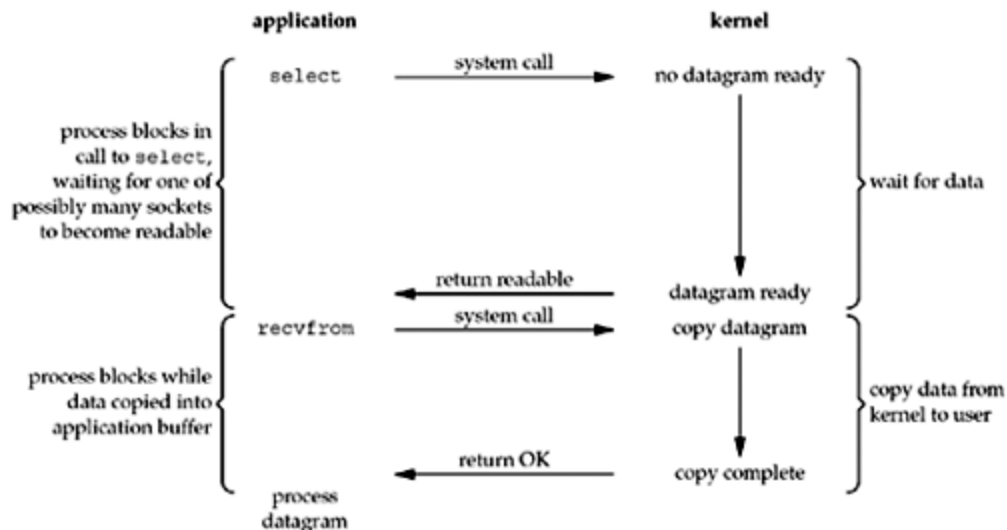 application
kernel
select
system call
no datagram ready
process blocks in
call to select,
waiting for one of
possibly many sockets
to become readable
wait for data
return readable
datagram ready
recvfrom
system call
copy datagram
process blocks while
data copied into
application buffer
copy data from
kernel to user
return OK
copy complete
process
datagram